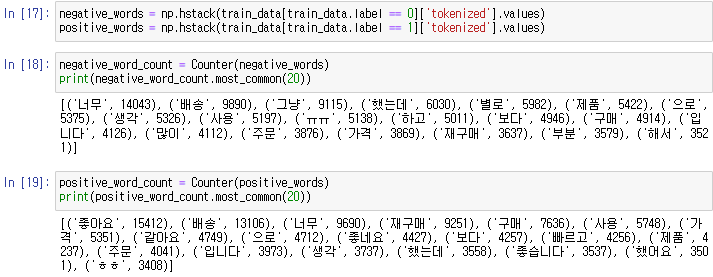 In [17]: negative_words = np.hstack(train_data[train_data.label == 0]['tokenized'].values)
positive_words = np.hstack(train_data[train_data.label == 1]['tokenized'].values)
In [18]: negative_word_count = Counter(negative_words)
print(negative_word_count.most_common(20))
[('너무', 14043), ('배송', 9890), ('그냥', 9115), ('했는데', 6030), ('별로', 5982), ('제품', 5422), ('으로',
5375), ('생각', 5326), ('사용', 5197), ('ㅠㅠ', 5138), ('하고', 5011), ('보다', 4946), ('구매', 4914), ('입
니다', 4126), ('많이', 4112), ('주문', 3876), ('가격', 3869), ('재구매', 3637), ('부분', 3579), ('해서', 352
1)]
In [19]: positive_word_count = Counter(positive_words)
print(positive_word_count.most_common(20))
[('좋아요', 15412), ('배송', 13106), ('너무', 9690), ('재구매', 9251), ('구매', 7636), ('사용', 5748), ('가
격', 5351), ('같아요', 4749), ('으로', 4712), ('좋네요', 4427), ('보다', 4257), ('빠르고', 4256), ('제품', 4
237), ('주문', 4041), ('입니다', 3973), ('생각', 3737), ('했는데', 3558), ('좋습니다', 3537), ('했어요', 350
1), ('ㅎㅎ', 3408)]